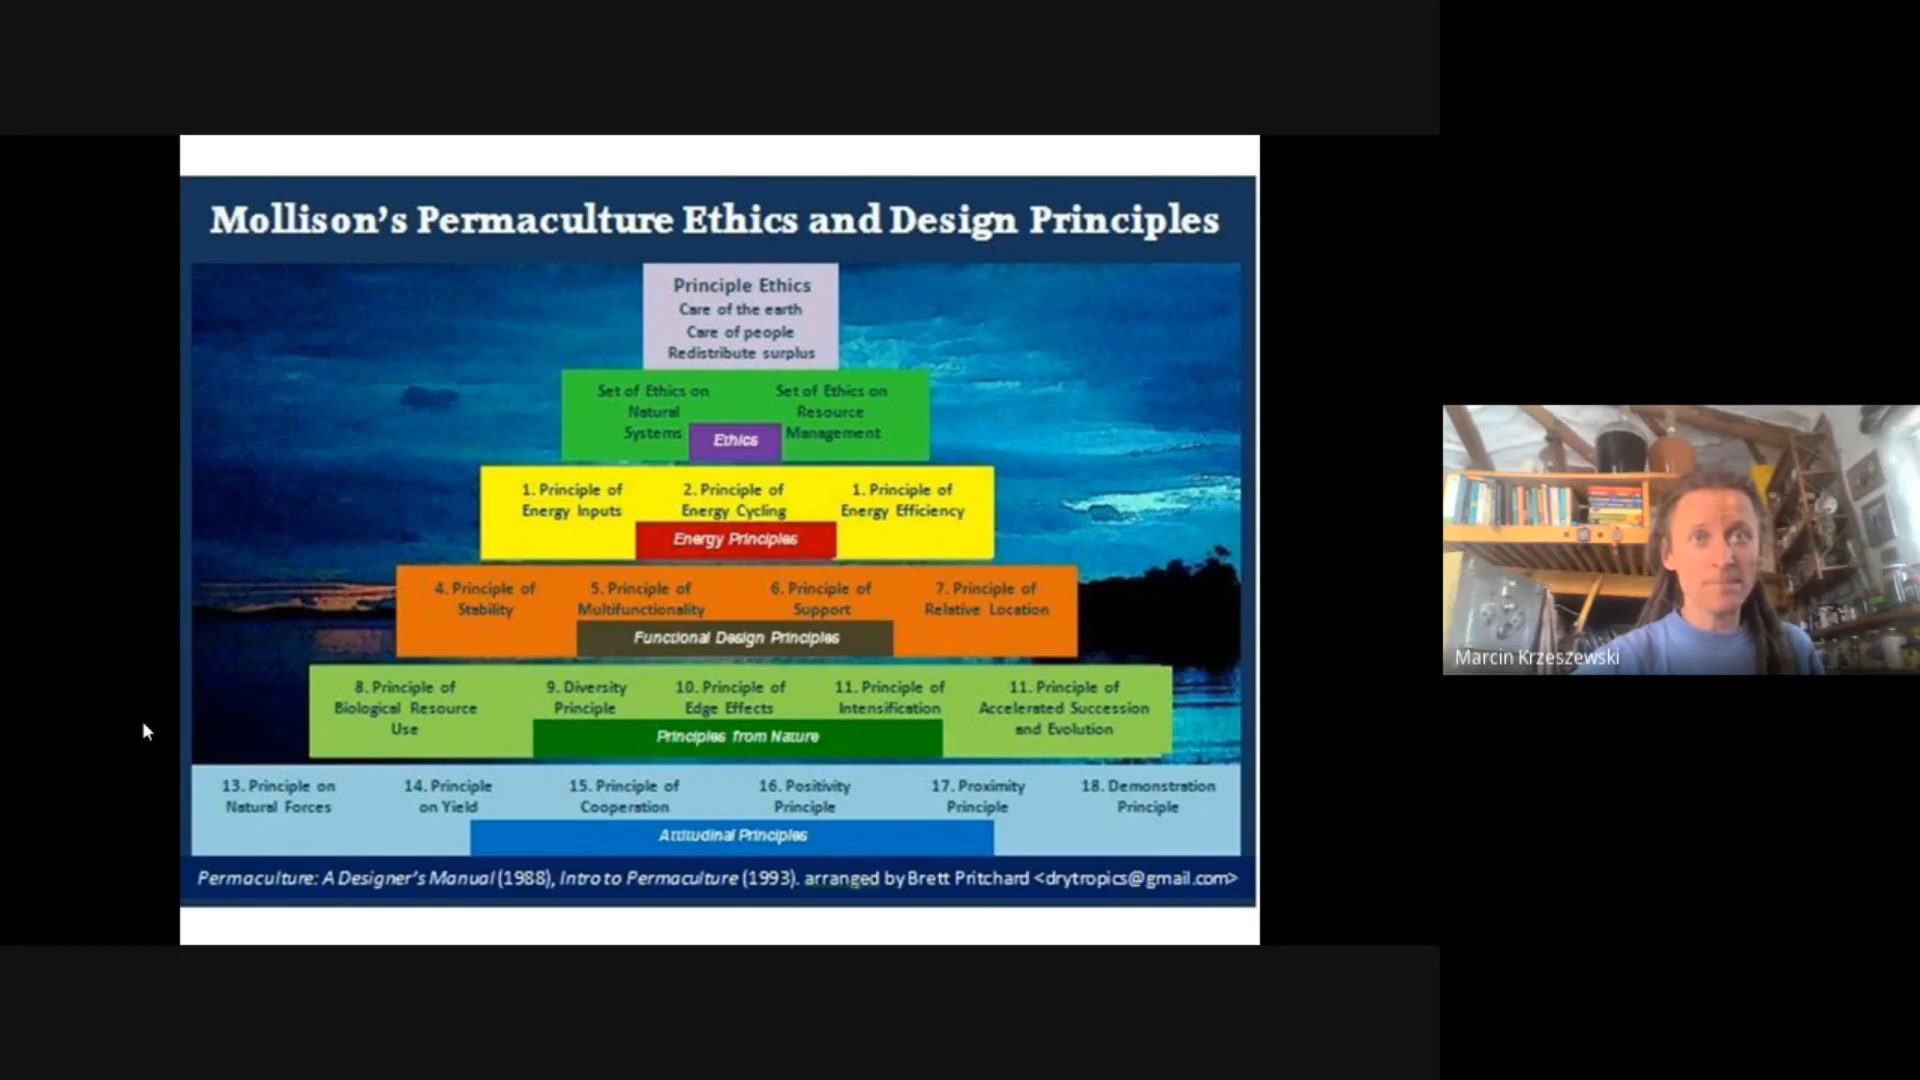 Mollison's Permaculture Ethics and Design Principles
Principle Ethics
Care of the earth
Care of people
Redistribute surplus
Set of Ethics on
Natural
Systems
Set of Ethics on
Resource
Management
Ethics
1. Principle of
Energy Inputs
2. Principle of
Energy Cycling
1. Principle of
Energy Efficiency
Energy Principles
4. Principle of
Stability
5. Principle of
Multifunctionality
6. Principle of
Support
7. Principle of
Relative Location
Functional Design Principles
8. Principle of
Biological Resource
Use
9. Diversity
Principle
10. Principle of
Edge Effects
11. Principle of
Intensification
11. Principle of
Accelerated Succession
and Evolution
Principles from Nature
13. Principle on
Natural Forces
14. Principle
on Yield
15. Principle of
Cooperation
16. Positivity
Principle
17. Proximity
Principle
18. Demonstration
Principle
Attitudinal Principles
Permaculture: A Designer's Manual (1988), Intro to Permaculture (1993). arranged by Brett Pritchard <drytropics@gmail.com>
Marcin Krzeszewski